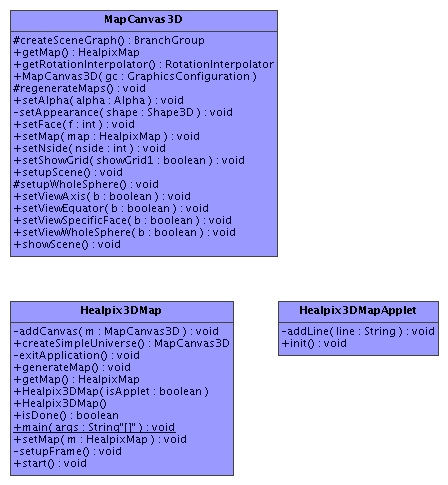 MapCanvas3D
#createSceneGraph() : BranchGroup
+getMap() : HealpixMap
+getRotationInterpolator() : RotationInterpolator
+MapCanvas3D( gc : GraphicsConfiguration )
#regenerateMaps() : void
+setAlpha( alpha : Alpha ) : void
-setAppearance( shape : Shape3D ) : void
+setFace( f : int ) : void
+setMap( map : HealpixMap ) : void
+setNside( nside : int ) : void
+setShowGrid( showGrid1 : boolean ) : void
+setupScene() : void
#setupWholeSphere() : void
+setViewAxis( b : boolean ) : void
+setViewEquator( b : boolean ) : void
+setViewSpecificFace( b : boolean ) : void
+setViewWholeSphere( b : boolean ) : void
+showScene() : void
Healpix3DMap
-addCanvas( m : MapCanvas3D ) : void
+createSimpleUniverse() : MapCanvas3D
-exitApplication() : void
+generateMap() : void
+getMap() : HealpixMap
+Healpix3DMap( isApplet : boolean )
+Healpix3DMap()
+isDone() : boolean
+main( args : String"[]" ) : void
+setMap( m : HealpixMap ) : void
-setupFrame() : void
+start() : void
Healpix3DMapApplet
-addLine( line : String ) : void
+init() : void